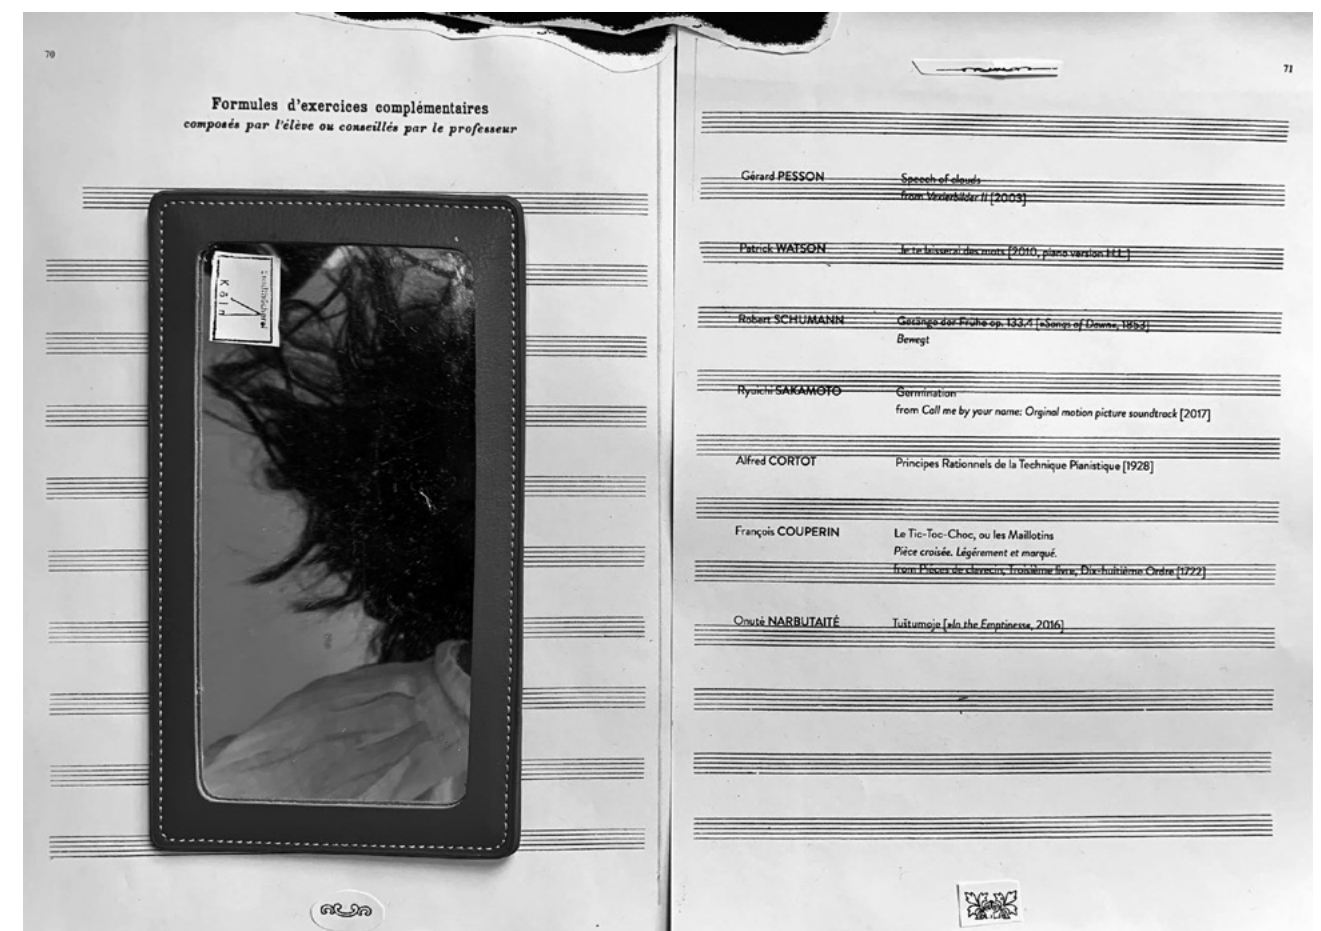 70
Formules d'exercices complémentaires
composés par l'élève ou conseillés par le professeur
Köln
71
Gérard PESSON
Speech of clouds
from Vexierbilder II [2003]
Patrick WATSON
Je te laisserai des mots [2010, piano version H.L.]
Robert SCHUMANN
Gesänge der Frühe op. 133,4 [»Songs of Dawn«, 1853]
Bewegt
Ryuichi SAKAMOTO
Germination
from Call me by your name: Orginal motion picture soundtrack [2017]
Alfred CORTOT
Principes Rationnels de la Technique Pianistique [1928]
François COUPERIN
Le Tic-Toc-Choc, ou les Maillotins
Pièce croisée. Légérement et marqué.
from Pièces de clavecin, Troisième livre, Dix-huitième Ordre [1722]
Onutė NARBUTAITĖ
Tuštumoje [»In the Emptiness«, 2016]